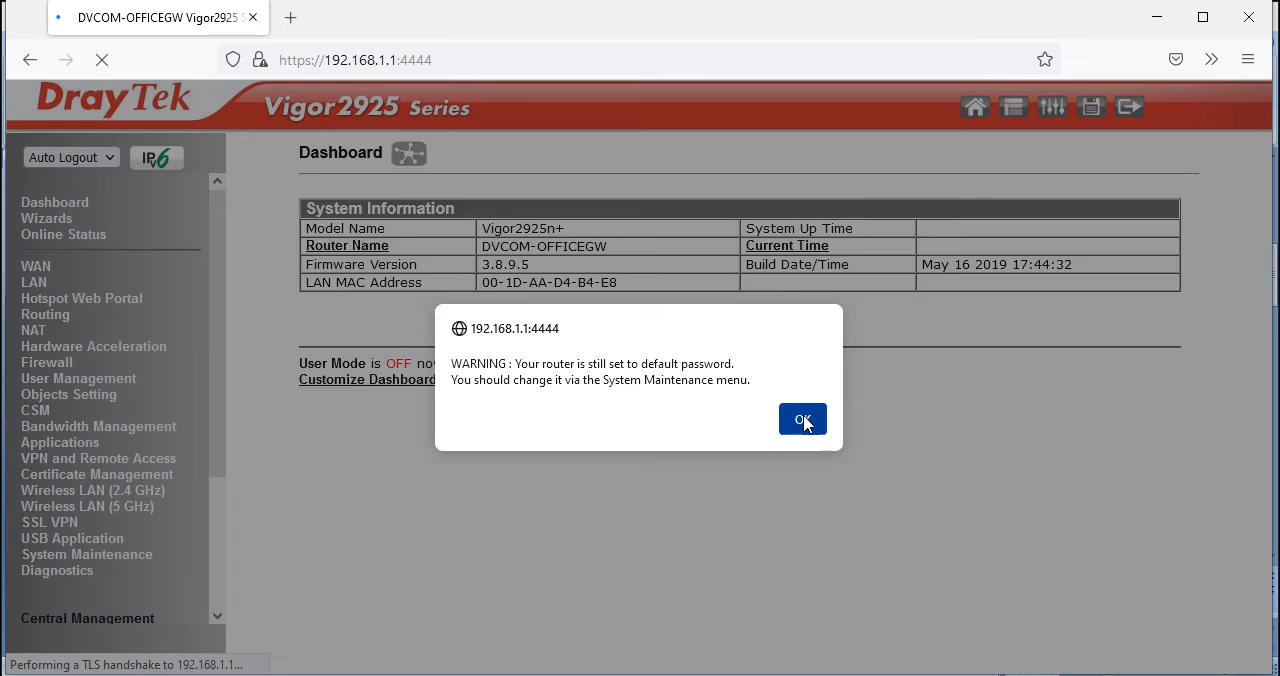 DVCOM-OFFICEGW Vigor2925 S
https://192.168.1.1:4444
DrayTek
Vigor2925 Series
Auto Logout
IPv6
Dashboard
Wizards
Online Status
WAN
LAN
Hotspot Web Portal
Routing
NAT
Hardware Acceleration
Firewall
User Management
Objects Setting
CSM
Bandwidth Management
Applications
VPN and Remote Access
Certificate Management
Wireless LAN (2.4 GHz)
Wireless LAN (5 GHz)
SSL VPN
USB Application
System Maintenance
Diagnostics
Central Management
Dashboard
System Information
Model Name Vigor2925n+ System Up Time
Router Name DVCOM-OFFICEGW Current Time
Firmware Version 3.8.9.5 Build Date/Time May 16 2019 17:44:32
LAN MAC Address 00-1D-AA-D4-B4-E8
User Mode is OFF now
Customize Dashboard
192.168.1.1:4444
WARNING : Your router is still set to default password.
You should change it via the System Maintenance menu.
OK
Performing a TLS handshake to 192.168.1.1...